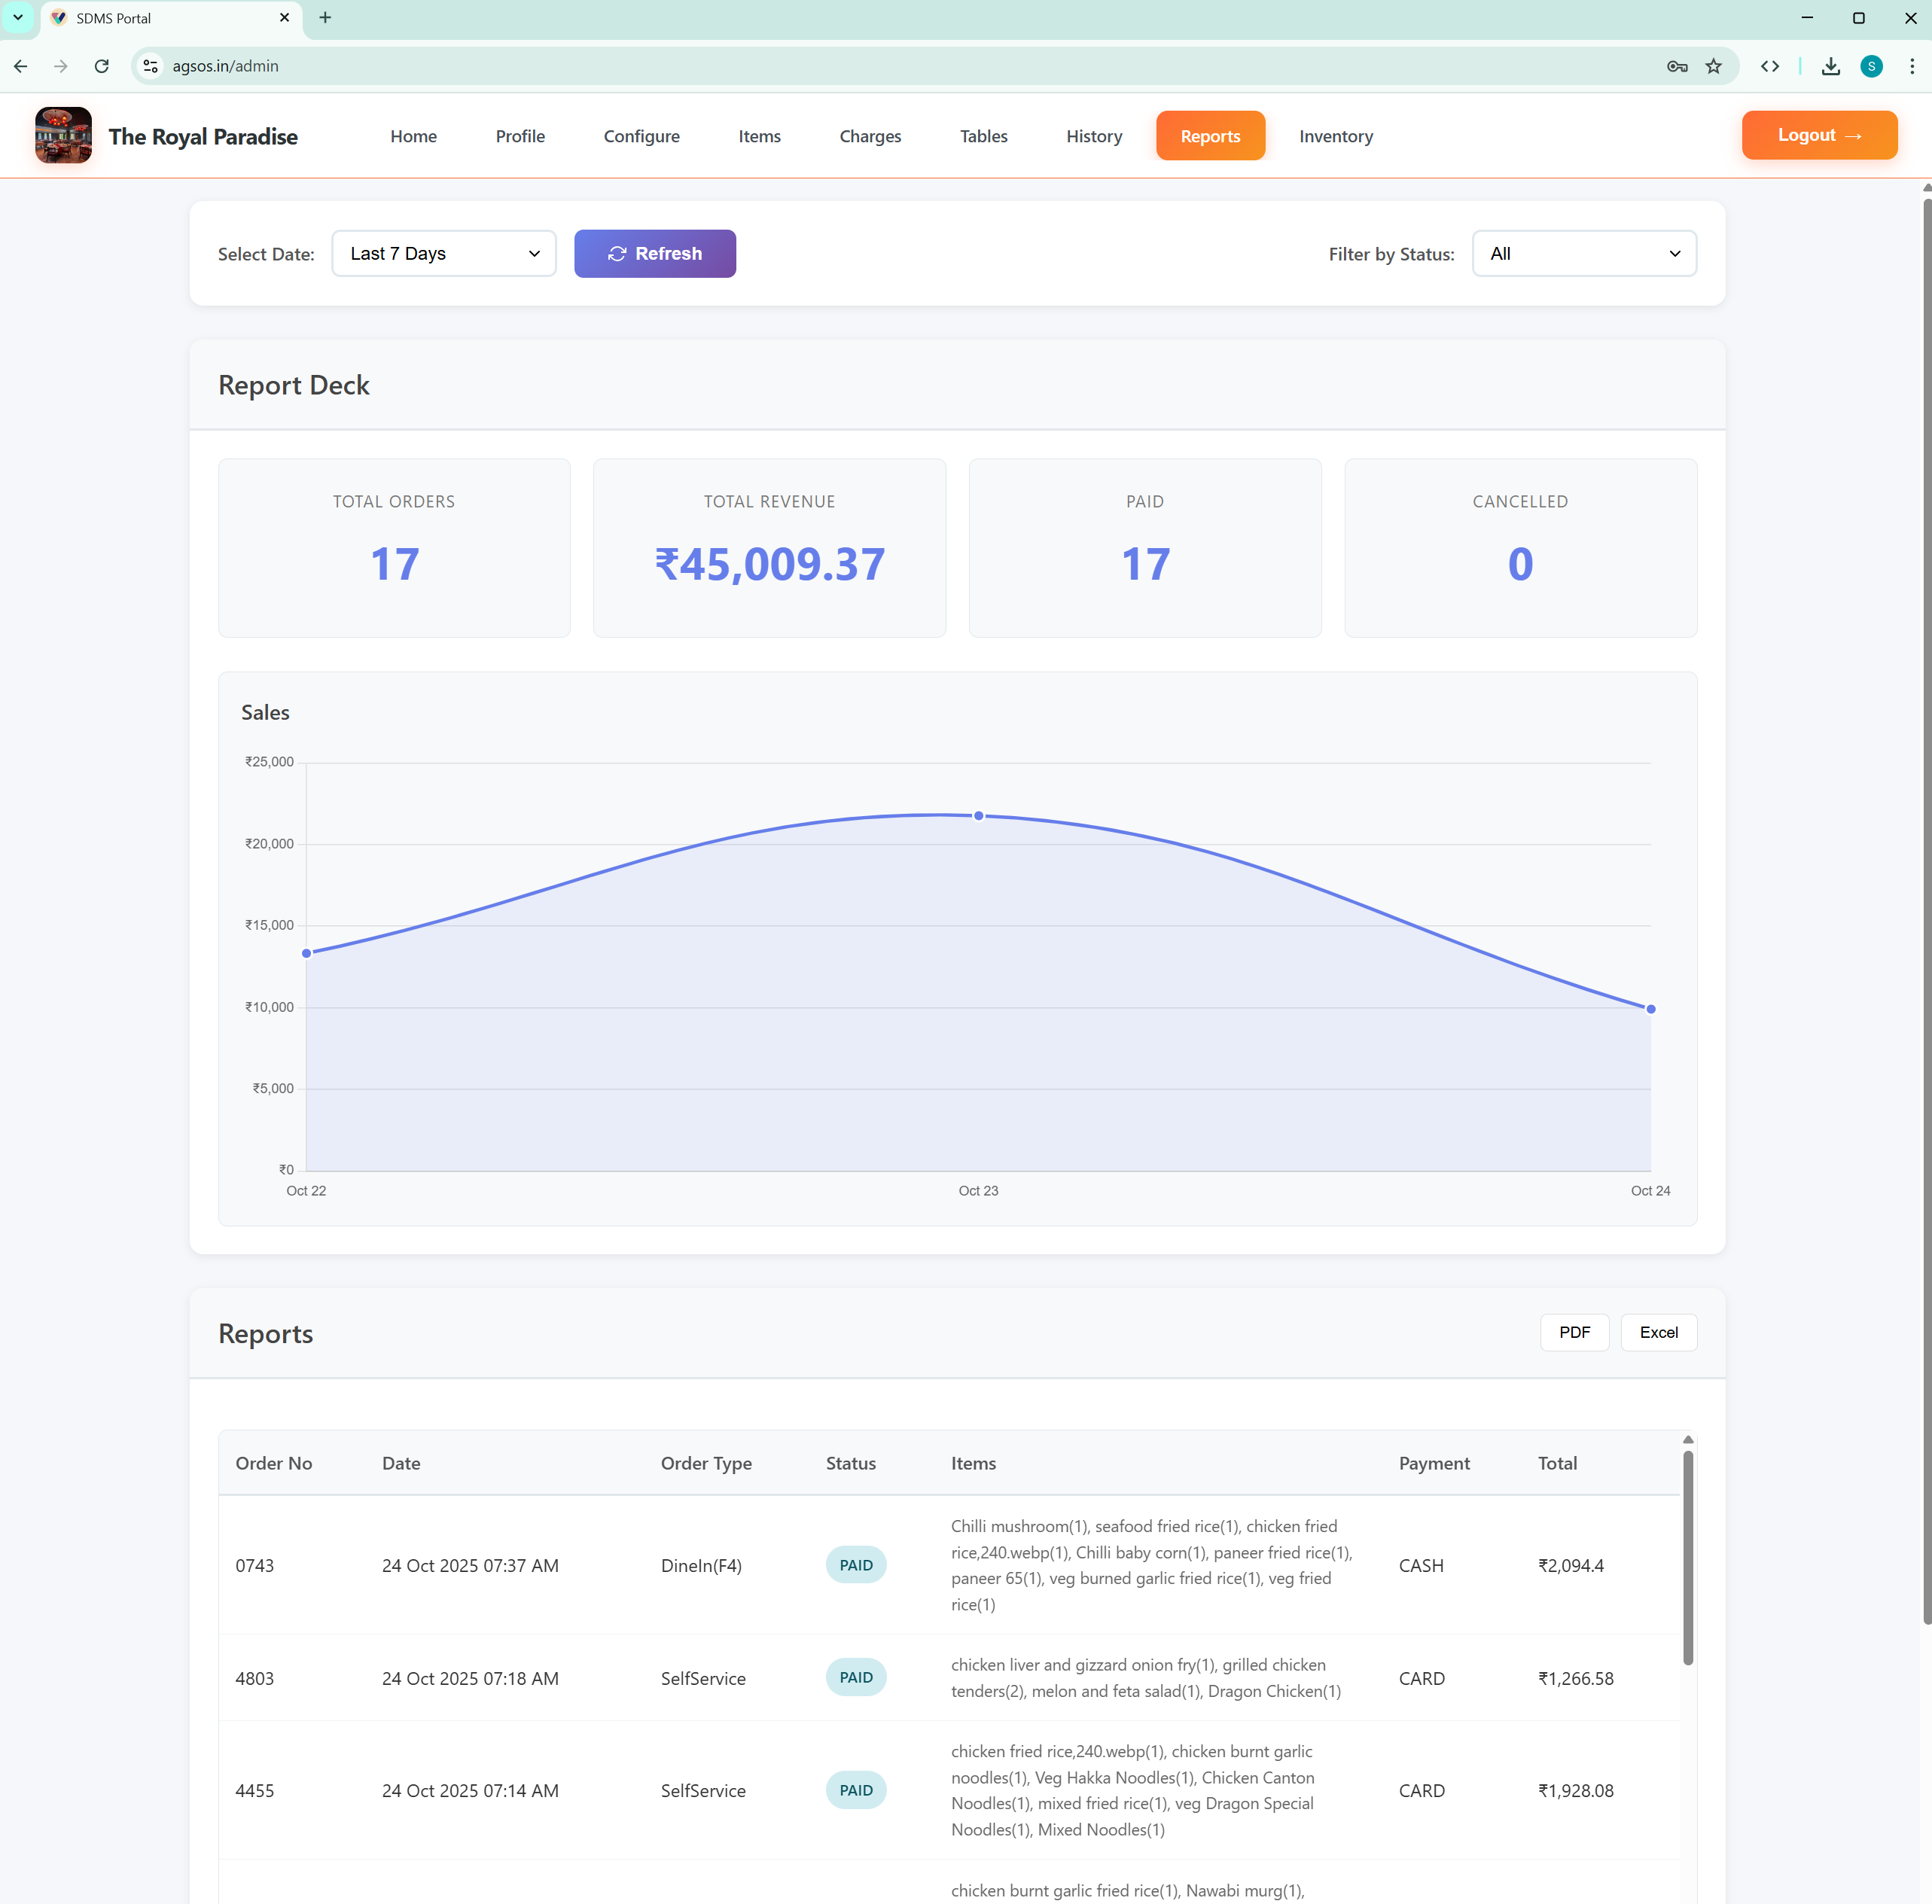 SDMS Portal
agsos.in/admin
S
The Royal Paradise
Home
Profile
Configure
Items
Charges
Tables
History
Reports
Inventory
Logout →
Select Date:
Last 7 Days
Refresh
Filter by Status:
All
Report Deck
TOTAL ORDERS
17
TOTAL REVENUE
₹45,009.37
PAID
17
CANCELLED
0
Sales
₹25,000
₹20,000
₹15,000
₹10,000
₹5,000
₹0
Oct 22
Oct 23
Oct 24
Reports
PDF
Excel
Order No
Date
Order Type
Status
Items
Payment
Total
0743
24 Oct 2025 07:37 AM
DineIn(F4)
PAID
Chilli mushroom(1), seafood fried rice(1), chicken fried
rice,240.webp(1), Chilli baby corn(1), paneer fried rice(1),
paneer 65(1), veg burned garlic fried rice(1), veg fried
rice(1)
CASH
₹2,094.4
4803
24 Oct 2025 07:18 AM
SelfService
PAID
chicken liver and gizzard onion fry(1), grilled chicken
tenders(2), melon and feta salad(1), Dragon Chicken(1)
CARD
₹1,266.58
4455
24 Oct 2025 07:14 AM
SelfService
PAID
chicken fried rice,240.webp(1), chicken burnt garlic
noodles(1), Veg Hakka Noodles(1), Chicken Canton
Noodles(1), mixed fried rice(1), veg Dragon Special
Noodles(1), Mixed Noodles(1)
CARD
₹1,928.08
chicken burnt garlic fried rice(1), Nawabi murg(1),